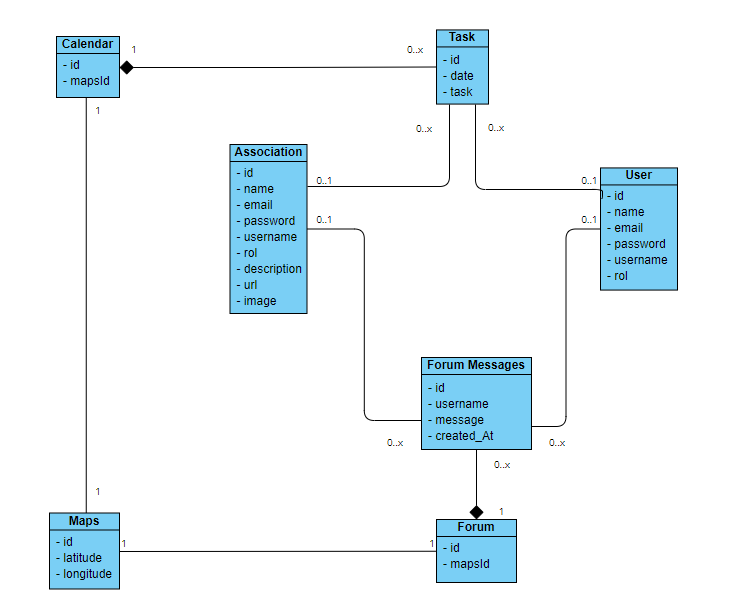 Calendar
- id
- mapsId
1
0..x
Task
- id
- date
- task
1
0..x
0..x
Association
- id
- name
- email
- password
- username
- rol
- description
- url
- image
0..1
0..1
0..1
0..1
User
- id
- name
- email
- password
- username
- rol
Forum Messages
- id
- username
- message
- created_At
0..x
0..x
0..x
1
1
Maps
- id
- latitude
- longitude
1
1
Forum
- id
- mapsId